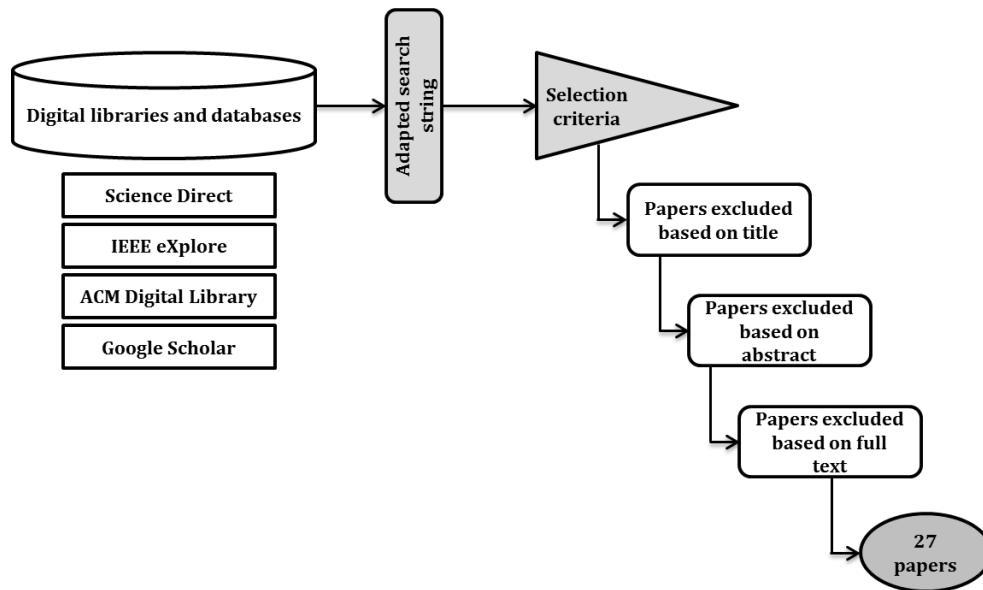 Digital libraries and databases
Science Direct
IEEE eXplore
ACM Digital Library
Google Scholar
Adapted search
string
Selection
criteria
Papers excluded
based on title
Papers excluded
based on
abstract
Papers excluded
based on full
text
27
papers